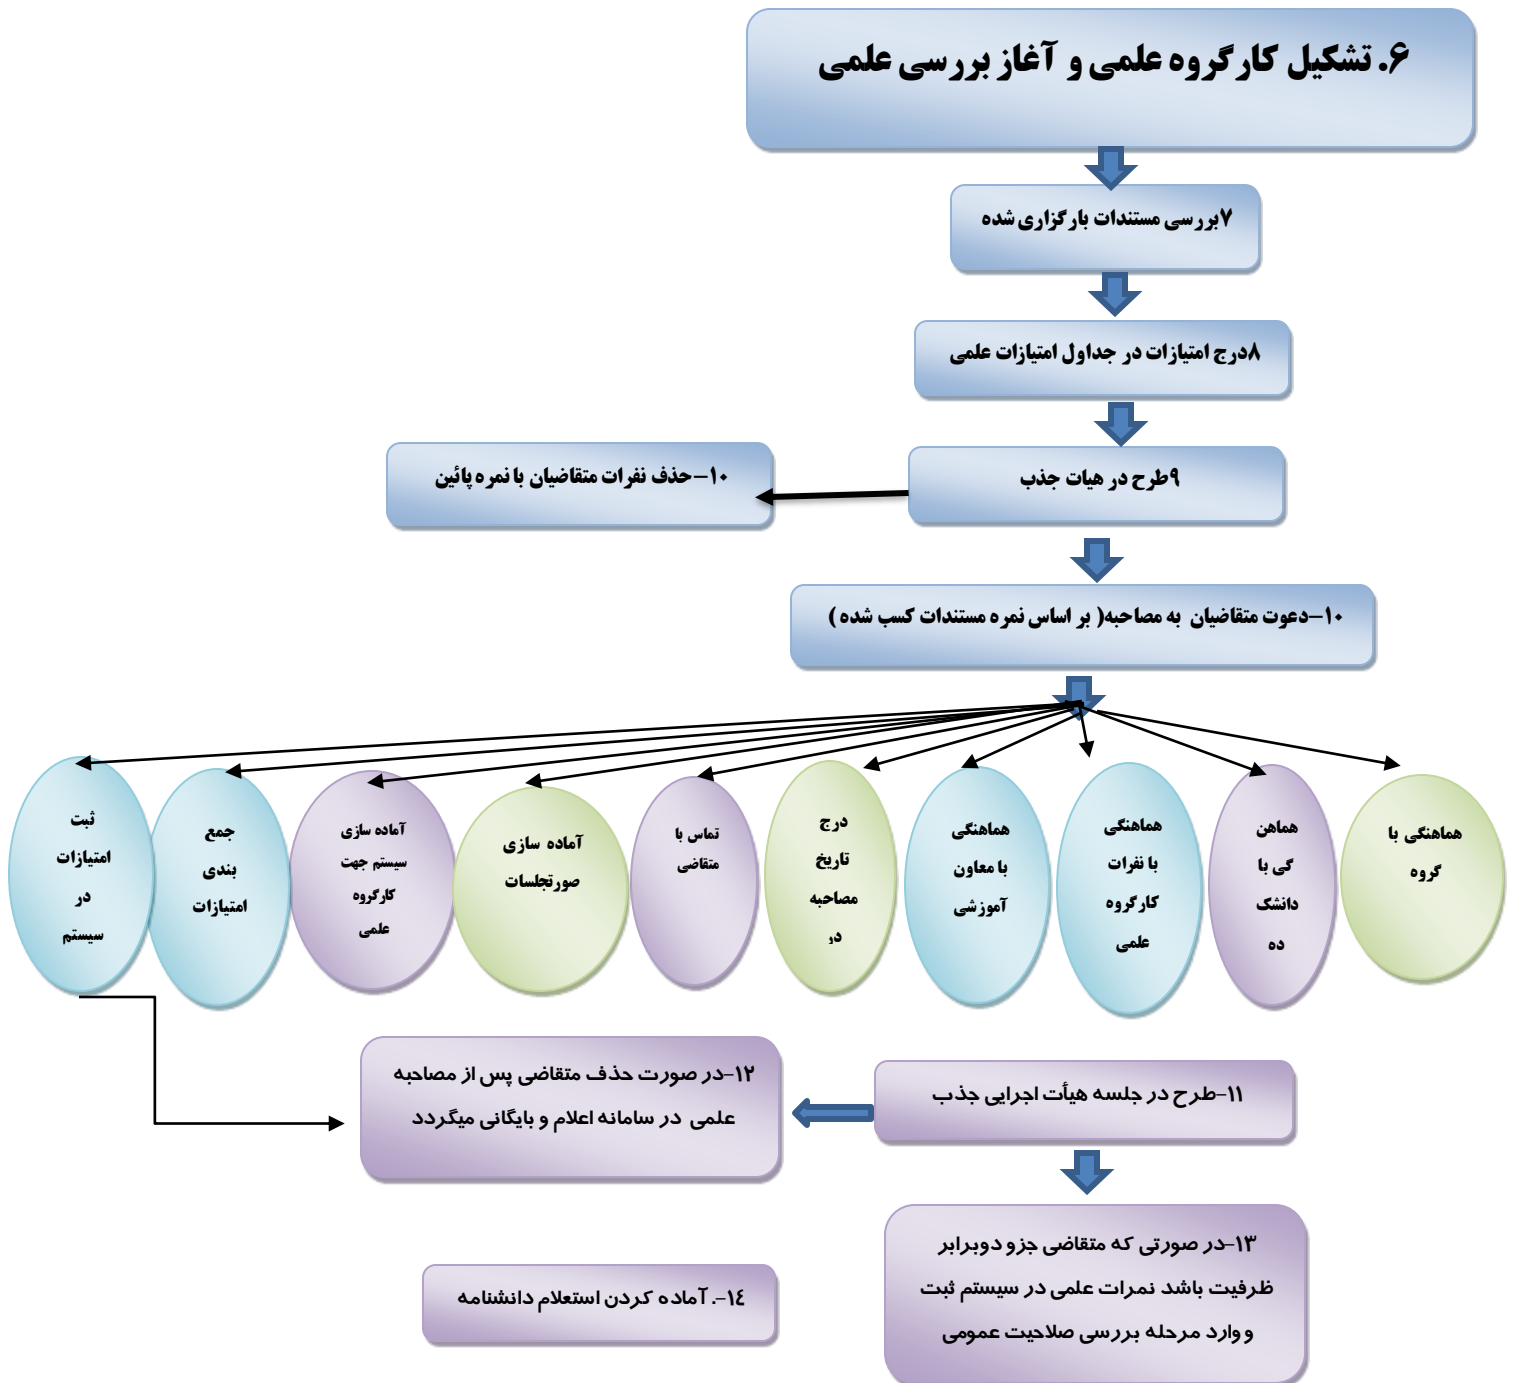 ۶. تشکیل کارگروه علمی و آغاز بررسی علمی
۷بررسی مستندات بارگزاری شده
۸درج امتیازات در جداول امتیازات علمی
۹طرح در هیات جذب
۱۰-حذف نفرات متقاضیان با نمره پائین
۱۰-دعوت متقاضیان به مصاحبه( بر اساس نمره مستندات کسب شده )
هماهنگی با
گروه
هماهن
گی با
دانشک
ده
هماهنگی
با نفرات
کارگروه
علمی
هماهنگی
با معاون
آموزشی
درج
تاریخ
مصاحبه
در
تماس با
متقاضی
آماده سازی
صورتجلسات
آماده سازی
سیستم جهت
کارگروه
علمی
جمع
بندی
امتیازات
ثبت
امتیازات
در
سیستم
۱۱-طرح در جلسه هیأت اجرایی جذب
۱۲-در صورت حذف متقاضی پس از مصاحبه
علمی در سامانه اعلام و بایگانی میگردد
۱۳-در صورتی که متقاضی جزو دوبرابر
ظرفیت باشد نمرات علمی در سیستم ثبت
و وارد مرحله بررسی صلاحیت عمومی
۱٤-.آماده کردن استعلام دانشنامه